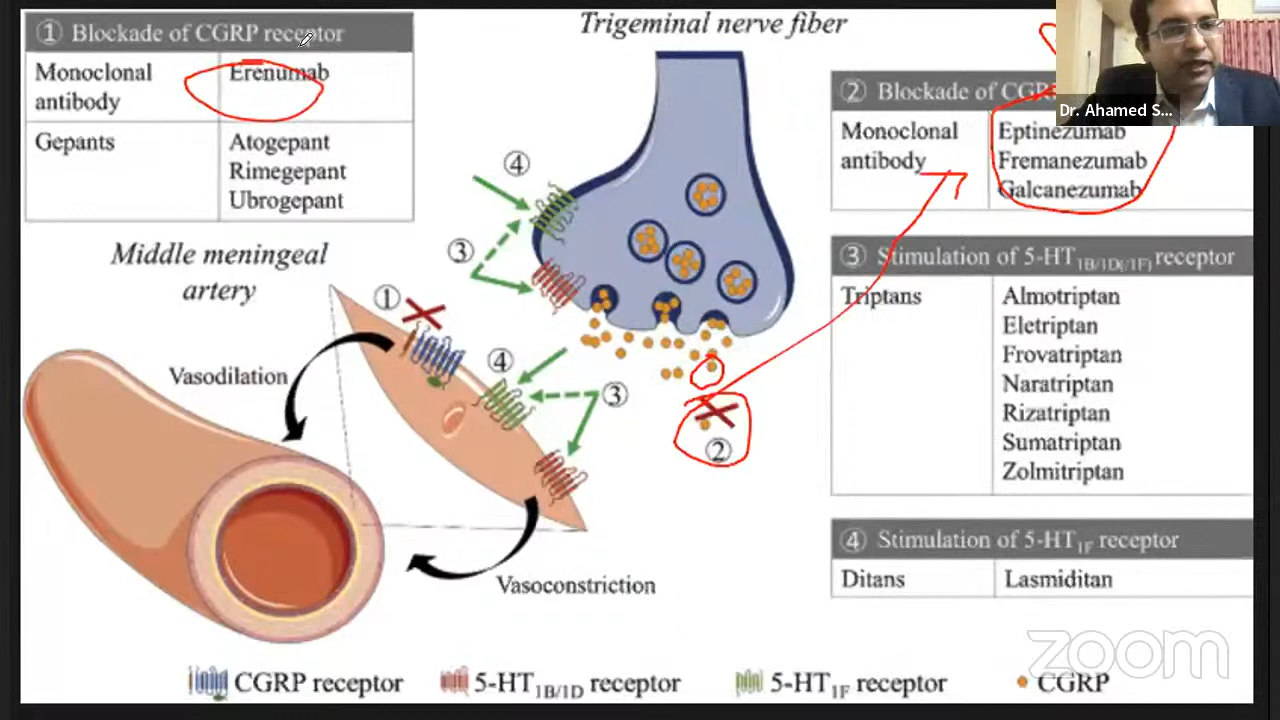 ① Blockade of CGRP receptor
Monoclonal antibody
Erenumab
Gepants
Atogepant
Rimegepant
Ubrogepant
Trigeminal nerve fiber
Dr. Ahamed S...
② Blockade of
Monoclonal antibody
Eptinezumab
Fremanezumab
Galcanezumab
③ Stimulation of 5-HT1B/1D(/1F) receptor
Triptans
Almotriptan
Eletriptan
Frovatriptan
Naratriptan
Rizatriptan
Sumatriptan
Zolmitriptan
④ Stimulation of 5-HT1F receptor
Ditans
Lasmiditan
Middle meningeal
artery
④
③
①
④
③
②
Vasodilation
Vasoconstriction
CGRP receptor
5-HT1B/1D receptor
5-HT1F receptor
CGRP
zoom